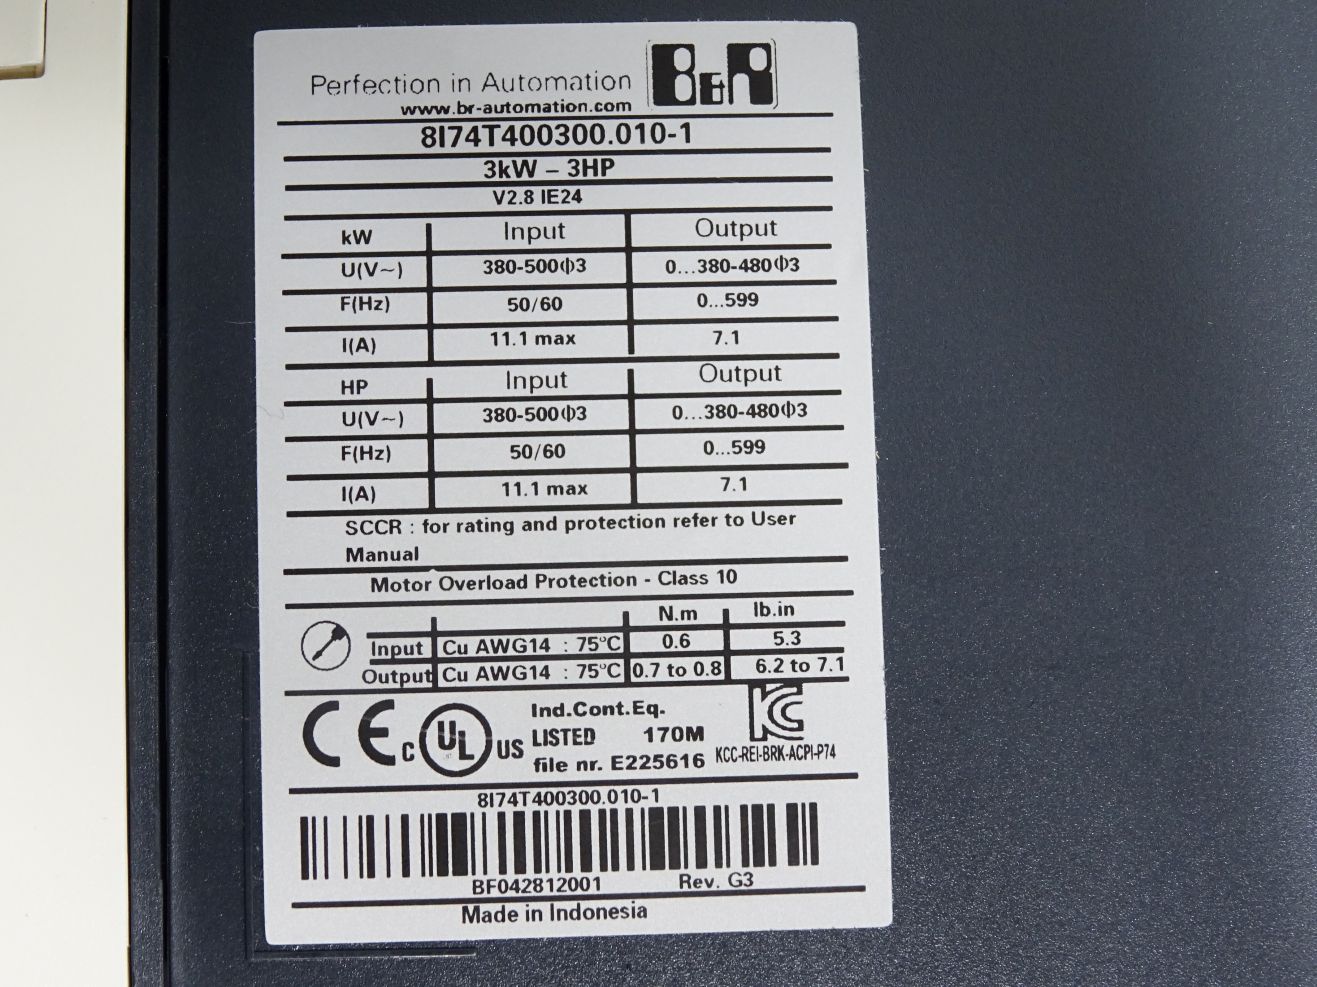 Perfection in Automation
B&R
www.br-automation.com
8I74T400300.010-1
3kW – 3HP
V2.8 IE24
kW Input Output
U(V~) 380-500Φ3 0...380-480Φ3
F(Hz) 50/60 0...599
I(A) 11.1 max 7.1
HP Input Output
U(V~) 380-500Φ3 0...380-480Φ3
F(Hz) 50/60 0...599
I(A) 11.1 max 7.1
SCCR : for rating and protection refer to User
Manual
Motor Overload Protection - Class 10
N.m lb.in
Input Cu AWG14 : 75°C 0.6 5.3
Output Cu AWG14 : 75°C 0.7 to 0.8 6.2 to 7.1
CE c UL US
Ind.Cont.Eq.
LISTED 170M
file nr. E225616
KC
KCC-REI-BRK-ACPI-P74
8I74T400300.010-1
BF042812001 Rev. G3
Made in Indonesia